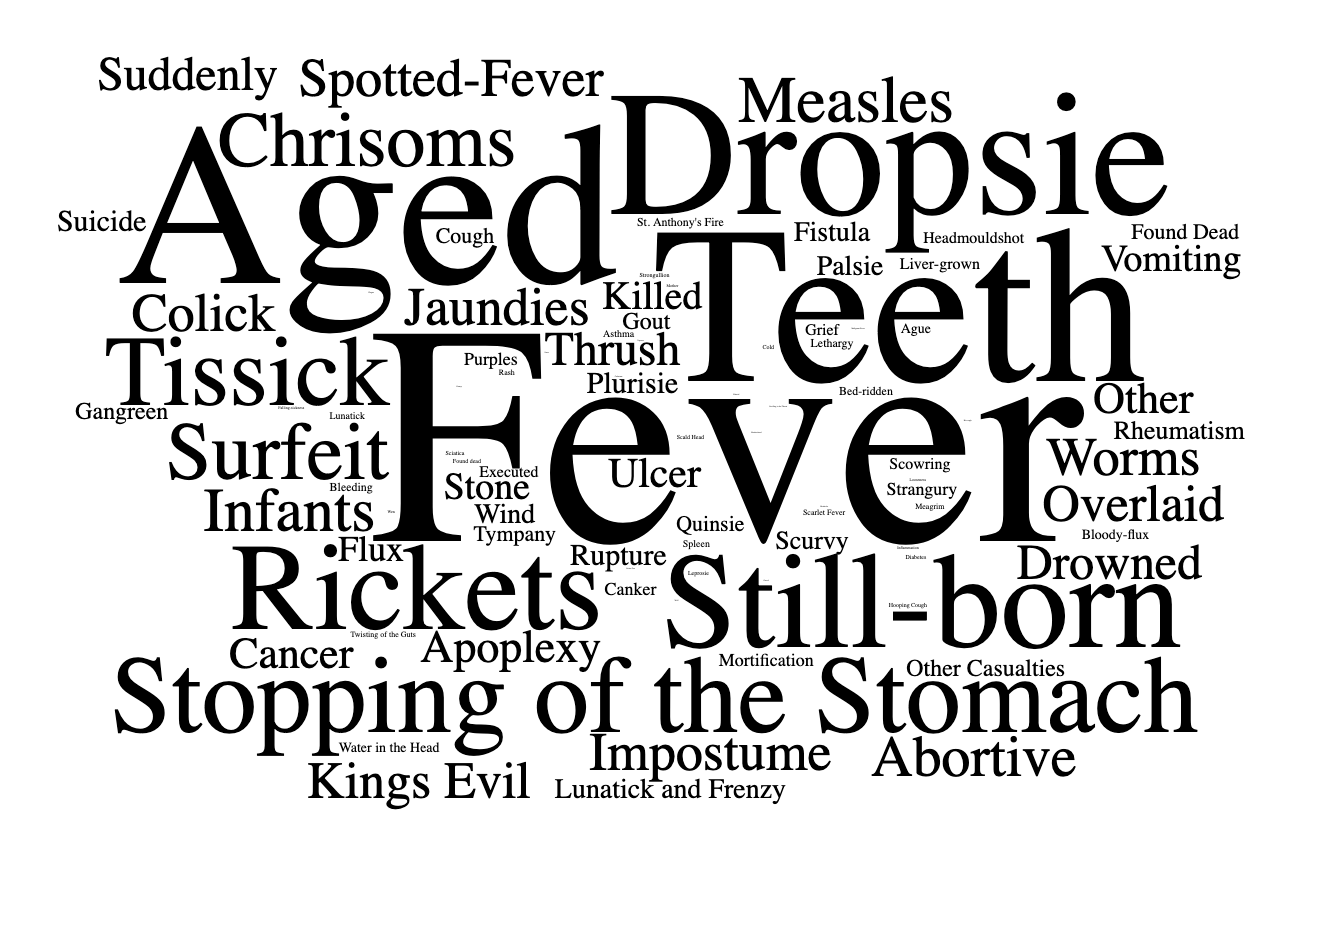 Suddenly
Spotted-Fever
Measles
Dropsie
Chrisoms
Aged
Suicide
Cough
St. Anthony's Fire
Fistula
Headmouldshot
Found Dead
Vomiting
Palsie
Liver-grown
Teeth
Strongullion
Killed
Jaundies
Colick
Gout
Asthma
Grief
Ague
Lethargy
Cold
Thrush
Tissick
Purples
Rash
Plurisie
Bed-ridden
Other
Gangreen
Lunatick
Fever
Rheumatism
Scald Head
Surfeit
Sciatica
Found dead
Executed
Ulcer
Scowring
Worms
Stone
Strangury
Bleeding
Infants
Meagrim
Overlaid
Wind
Scarlet Fever
Quinsie
Tympany
Bloody-flux
Scurvy
Spleen
Flux
Rupture
Diabetes
Drowned
Leprosie
Canker
Rickets
Still-born
Hooping Cough
Twisting of the Guts
Cancer
Apoplexy
Mortification
Other Casualties
Stopping of the Stomach
Water in the Head
Impostume
Abortive
Kings Evil
Lunatick and Frenzy